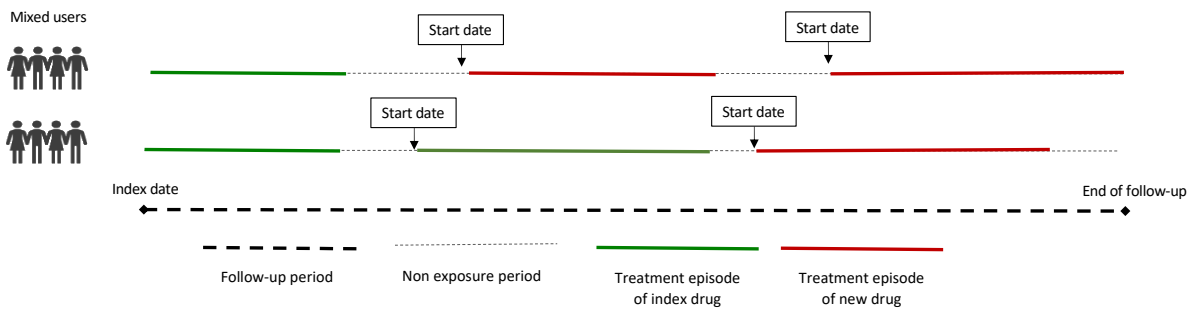 Mixed users
Start date
Start date
Start date
Start date
Index date
End of follow-up
Follow-up period
Non exposure period
Treatment episode
of index drug
Treatment episode
of new drug